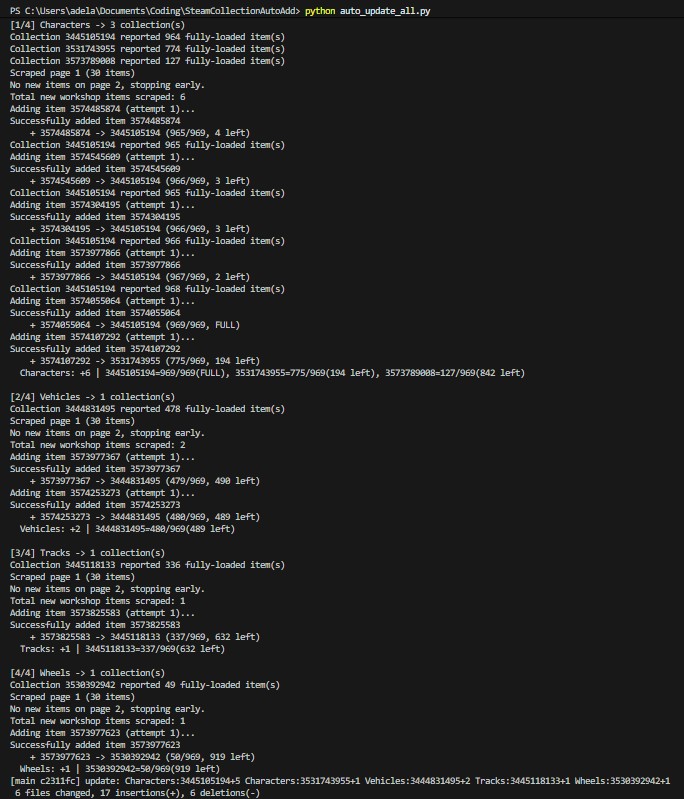 PS C:\Users\adela\Documents\Coding\SteamCollectionAutoAdd> python auto_update_all.py
[1/4] Characters -> 3 collection(s)
Collection 3445105194 reported 964 fully-loaded item(s)
Collection 3531743955 reported 774 fully-loaded item(s)
Collection 3573789008 reported 127 fully-loaded item(s)
Scraped page 1 (30 items)
No new items on page 2, stopping early.
Total new workshop items scraped: 6
Adding item 3574485874 (attempt 1)...
Successfully added item 3574485874
    + 3574485874 -> 3445105194 (965/969, 4 left)
Collection 3445105194 reported 965 fully-loaded item(s)
Adding item 3574545609 (attempt 1)...
Successfully added item 3574545609
    + 3574545609 -> 3445105194 (966/969, 3 left)
Collection 3445105194 reported 965 fully-loaded item(s)
Adding item 3574304195 (attempt 1)...
Successfully added item 3574304195
    + 3574304195 -> 3445105194 (966/969, 3 left)
Collection 3445105194 reported 966 fully-loaded item(s)
Adding item 3573977866 (attempt 1)...
Successfully added item 3573977866
    + 3573977866 -> 3445105194 (967/969, 2 left)
Collection 3445105194 reported 968 fully-loaded item(s)
Adding item 3574055064 (attempt 1)...
Successfully added item 3574055064
    + 3574055064 -> 3445105194 (969/969, FULL)
Adding item 3574107292 (attempt 1)...
Successfully added item 3574107292
    + 3574107292 -> 3531743955 (775/969, 194 left)
  Characters: +6 | 3445105194=969/969(FULL), 3531743955=775/969(194 left), 3573789008=127/969(842 left)

[2/4] Vehicles -> 1 collection(s)
Collection 3444831495 reported 478 fully-loaded item(s)
Scraped page 1 (30 items)
No new items on page 2, stopping early.
Total new workshop items scraped: 2
Adding item 3573977367 (attempt 1)...
Successfully added item 3573977367
    + 3573977367 -> 3444831495 (479/969, 490 left)
Adding item 3574253273 (attempt 1)...
Successfully added item 3574253273
    + 3574253273 -> 3444831495 (480/969, 489 left)
  Vehicles: +2 | 3444831495=480/969(489 left)

[3/4] Tracks -> 1 collection(s)
Collection 3445118133 reported 336 fully-loaded item(s)
Scraped page 1 (30 items)
No new items on page 2, stopping early.
Total new workshop items scraped: 1
Adding item 3573825583 (attempt 1)...
Successfully added item 3573825583
    + 3573825583 -> 3445118133 (337/969, 632 left)
  Tracks: +1 | 3445118133=337/969(632 left)

[4/4] Wheels -> 1 collection(s)
Collection 3530392942 reported 49 fully-loaded item(s)
Scraped page 1 (30 items)
No new items on page 2, stopping early.
Total new workshop items scraped: 1
Adding item 3573977623 (attempt 1)...
Successfully added item 3573977623
    + 3573977623 -> 3530392942 (50/969, 919 left)
  Wheels: +1 | 3530392942=50/969(919 left)
[main c2311fc] update: Characters:3445105194+5 Characters:3531743955+1 Vehicles:3444831495+2 Tracks:3445118133+1 Wheels:3530392942+1
 6 files changed, 17 insertions(+), 6 deletions(-)